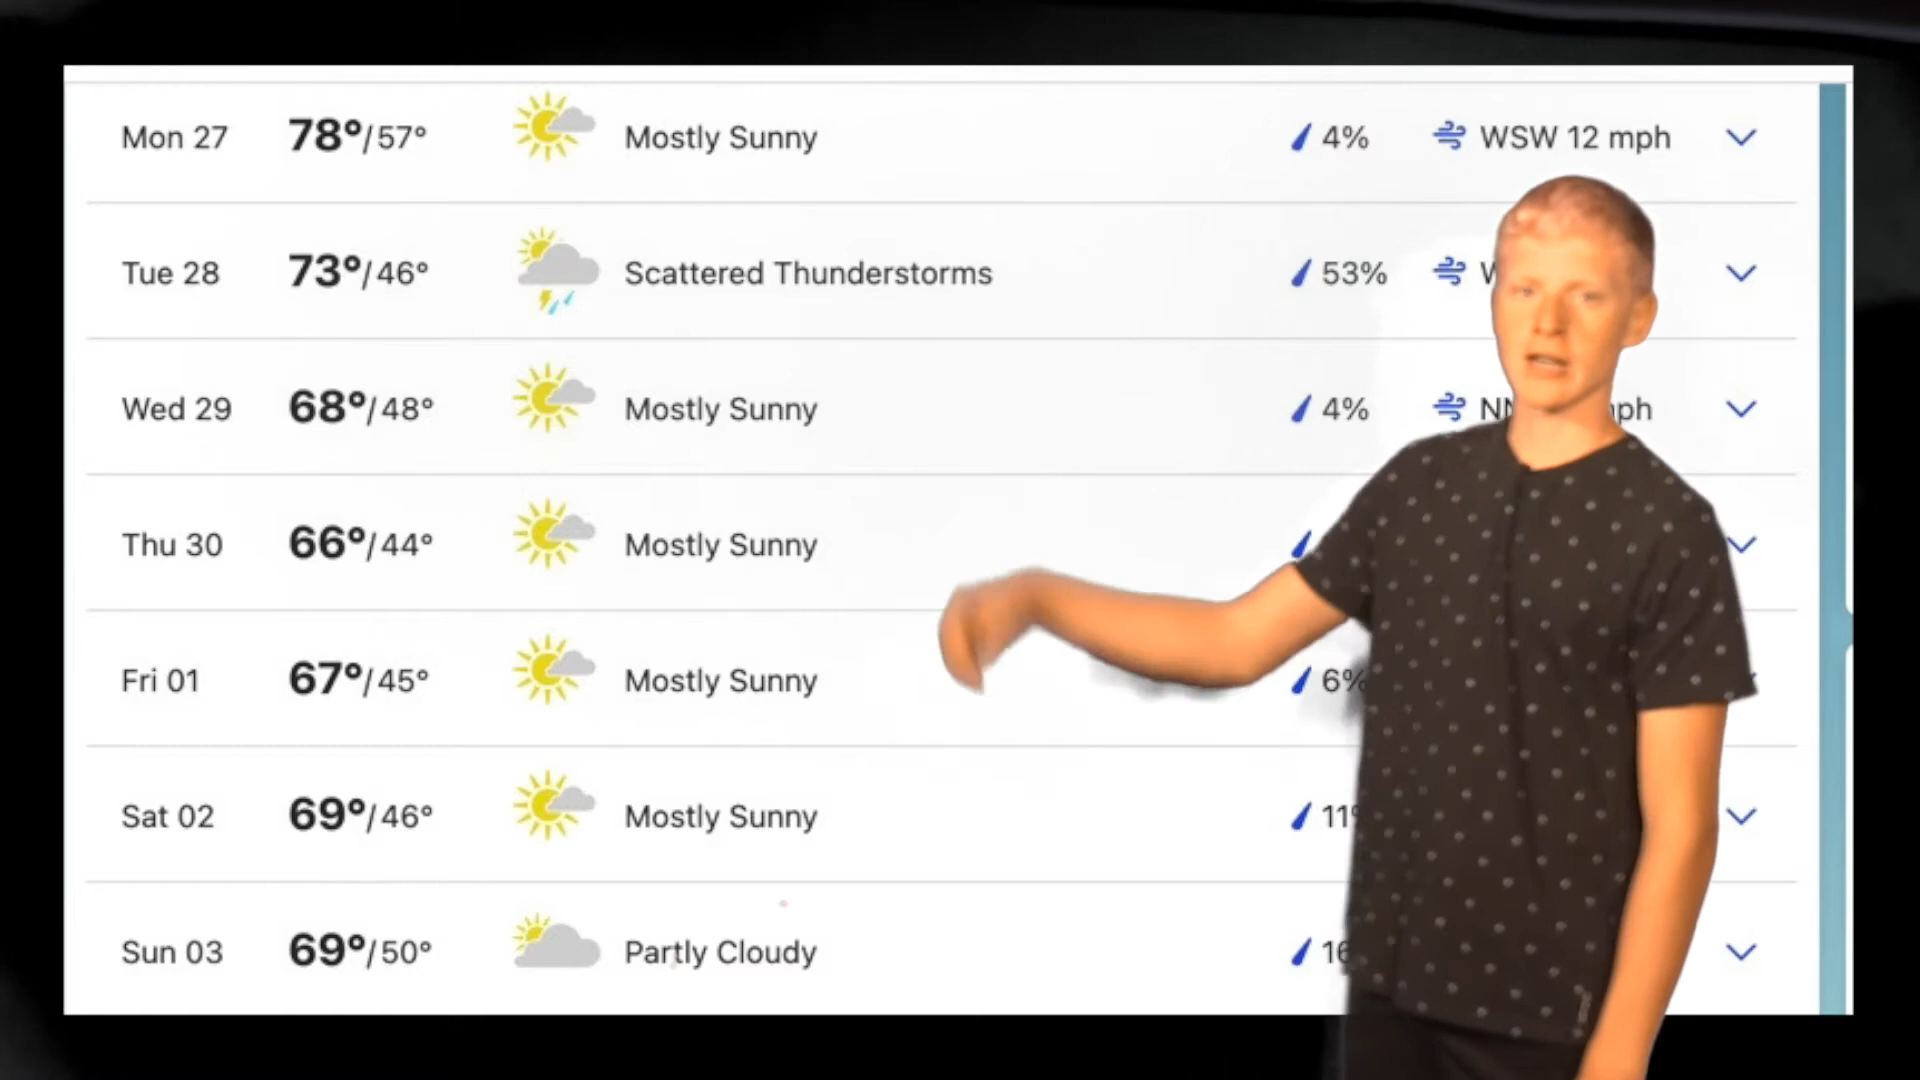 Mon 27 78°/57° Mostly Sunny 4% WSW 12 mph
Tue 28 73°/46° Scattered Thunderstorms 53%
Wed 29 68°/48° Mostly Sunny 4%
Thu 30 66°/44° Mostly Sunny
Fri 01 67°/45° Mostly Sunny 6%
Sat 02 69°/46° Mostly Sunny
Sun 03 69°/50° Partly Cloudy